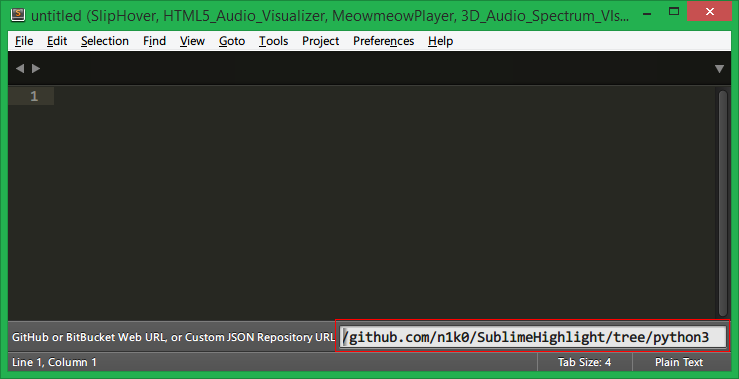 untitled (SlipHover, HTML5_Audio_Visualizer, MeowmeowPlayer, 3D_Audio_Spectrum_VIs...
File Edit Selection Find View Goto Tools Project Preferences Help
1
GitHub or BitBucket Web URL, or Custom JSON Repository URL /github.com/n1k0/SublimeHighlight/tree/python3
Line 1, Column 1 Tab Size: 4 Plain Text